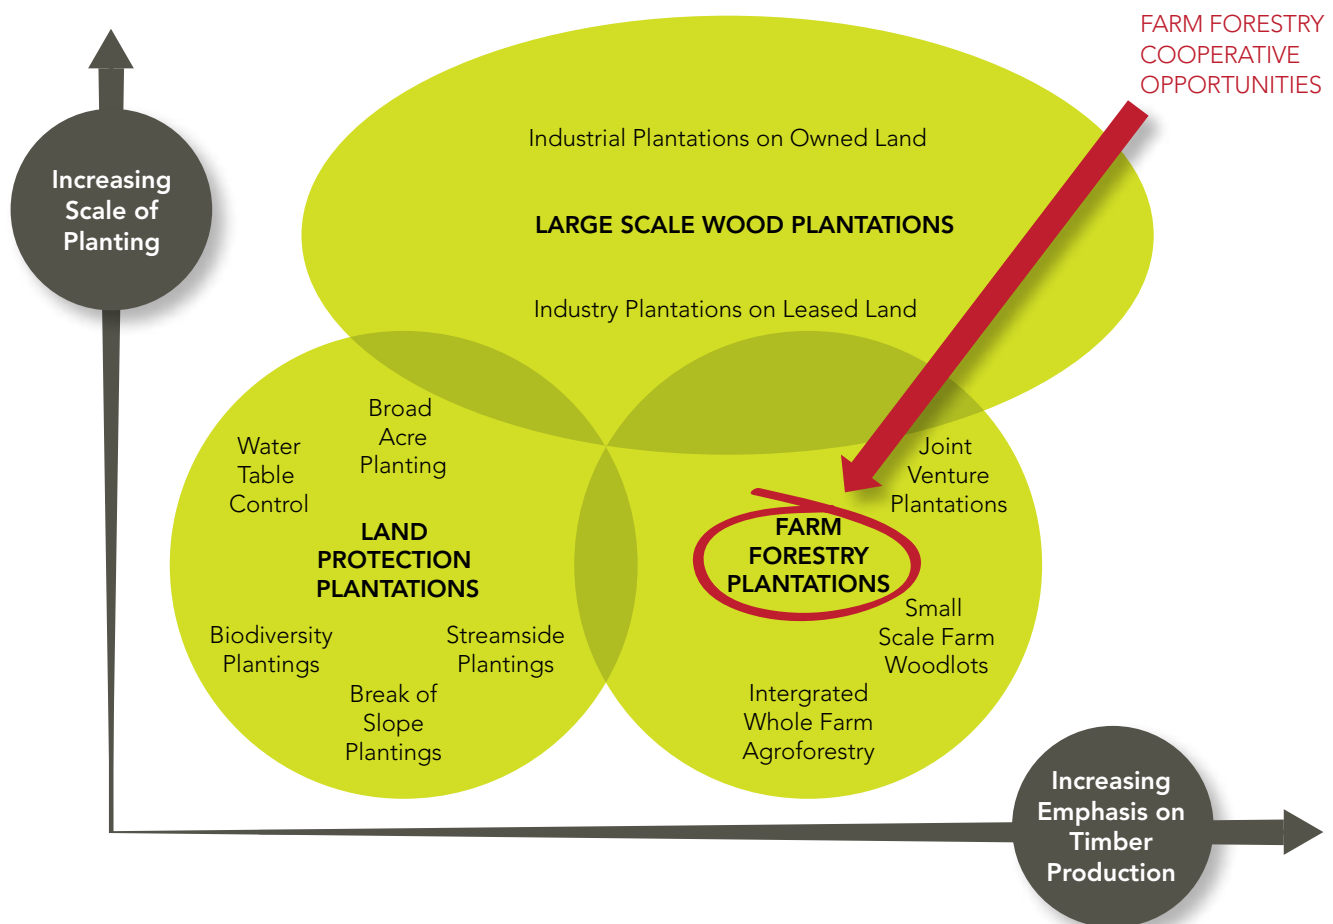 FARM FORESTRY
COOPERATIVE
OPPORTUNITIES
Increasing
Scale of
Planting
Industrial Plantations on Owned Land
LARGE SCALE WOOD PLANTATIONS
Industry Plantations on Leased Land
Broad
Acre
Planting
Water
Table
Control
LAND
PROTECTION
PLANTATIONS
Biodiversity
Plantings
Streamside
Plantings
Break of
Slope
Plantings
Joint
Venture
Plantations
FARM
FORESTRY
PLANTATIONS
Small
Scale Farm
Woodlots
Intergrated
Whole Farm
Agroforestry
Increasing
Emphasis on
Timber
Production